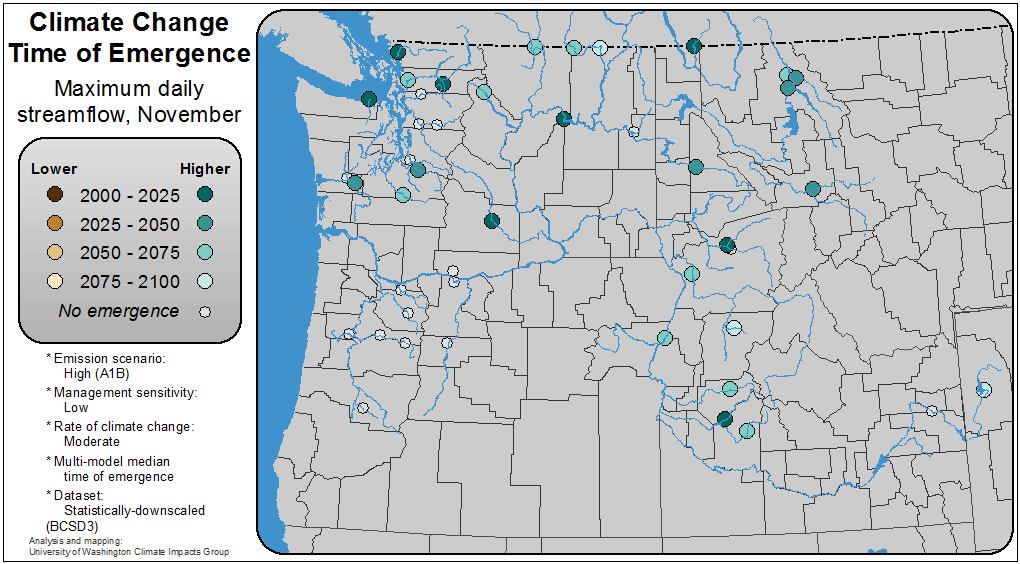 Climate Change
Time of Emergence
Maximum daily
streamflow, November
Lower Higher
2000 - 2025
2025 - 2050
2050 - 2075
2075 - 2100
No emergence
* Emission scenario:
High (A1B)
* Management sensitivity:
Low
* Rate of climate change:
Moderate
* Multi-model median
time of emergence
* Dataset:
Statistically-downscaled
(BCSD3)
Analysis and mapping:
University of Washington Climate Impacts Group